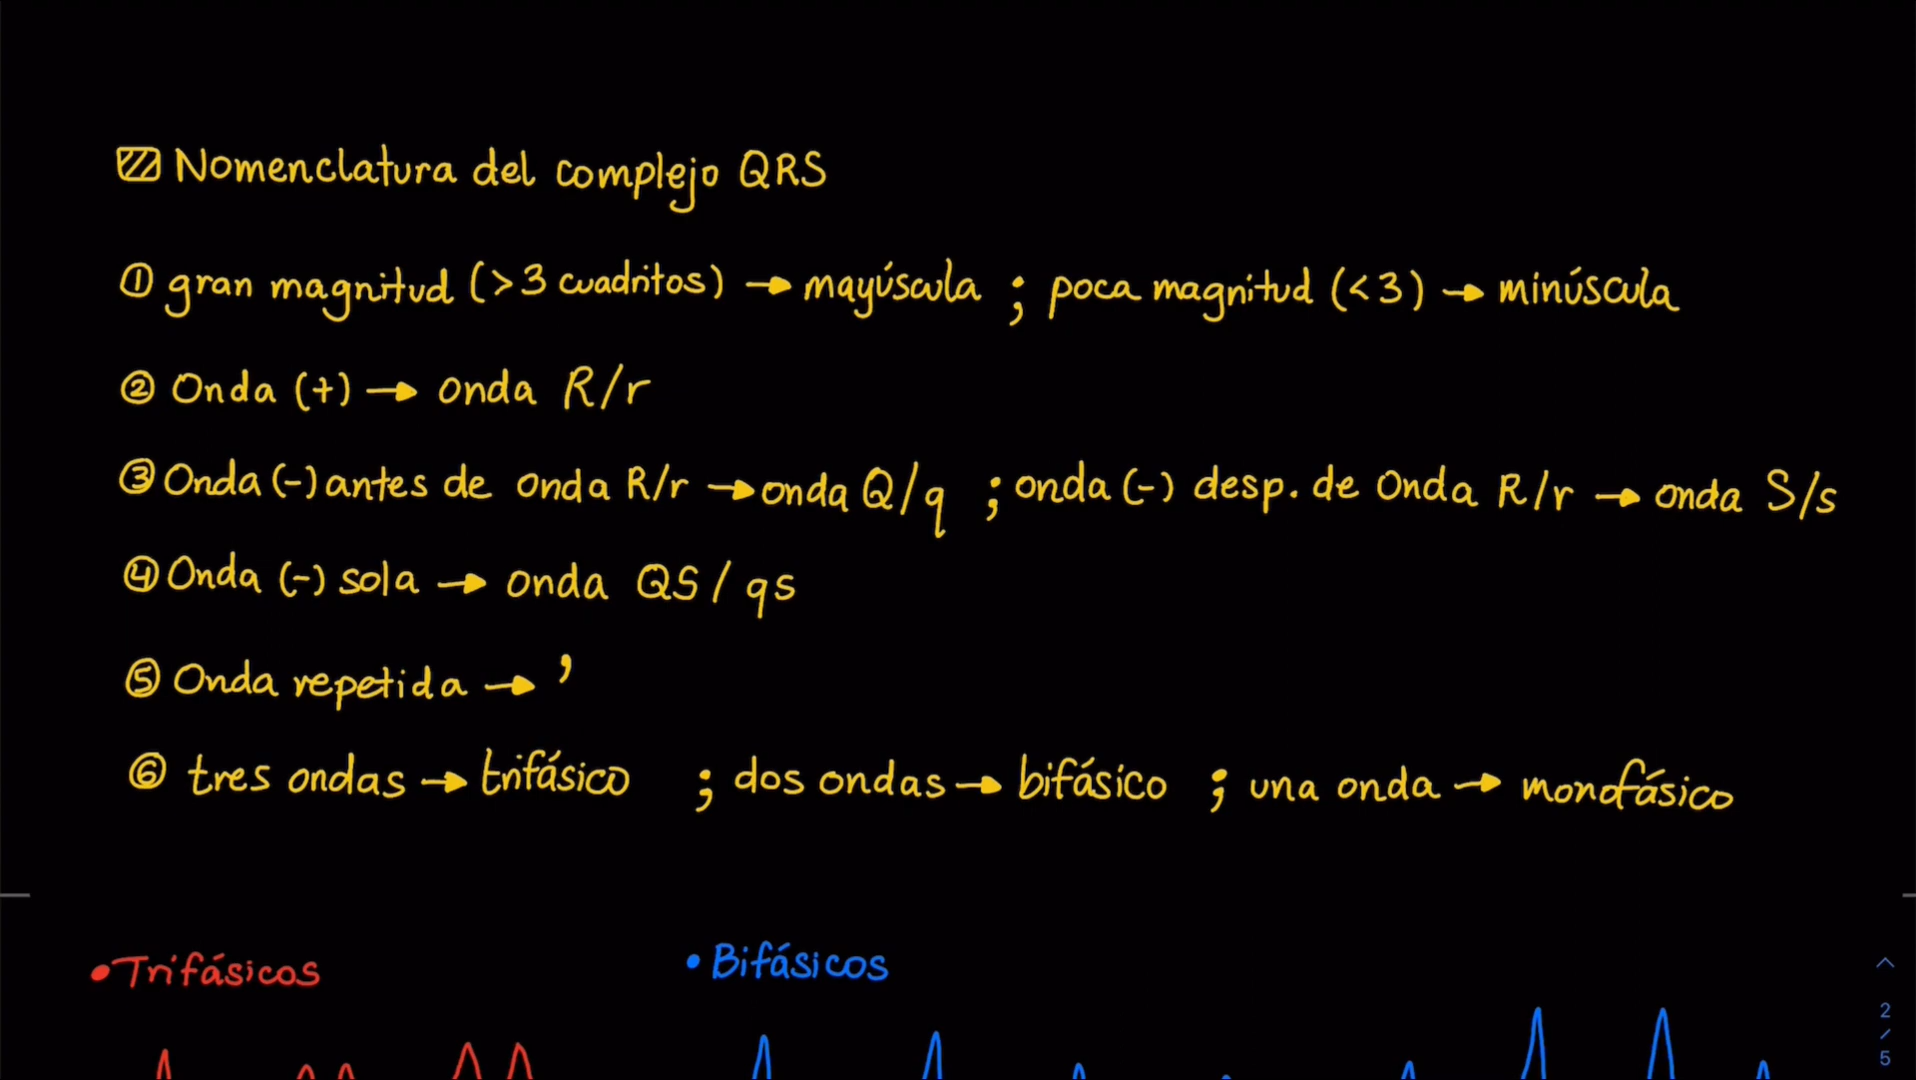 Nomenclatura del complejo QRS
① gran magnitud (>3 cuadritos) → mayúscula ; poca magnitud (<3) → minúscula
② Onda (+) → onda R/r
③ Onda (-) antes de onda R/r → onda Q/q ; onda (-) desp. de Onda R/r → onda S/s
④ Onda (-) sola → onda QS/qs
⑤ Onda repetida → ’
⑥ tres ondas → trifásico ; dos ondas → bifásico ; una onda → monofásico
• Trifásicos • Bifásicos
2/5